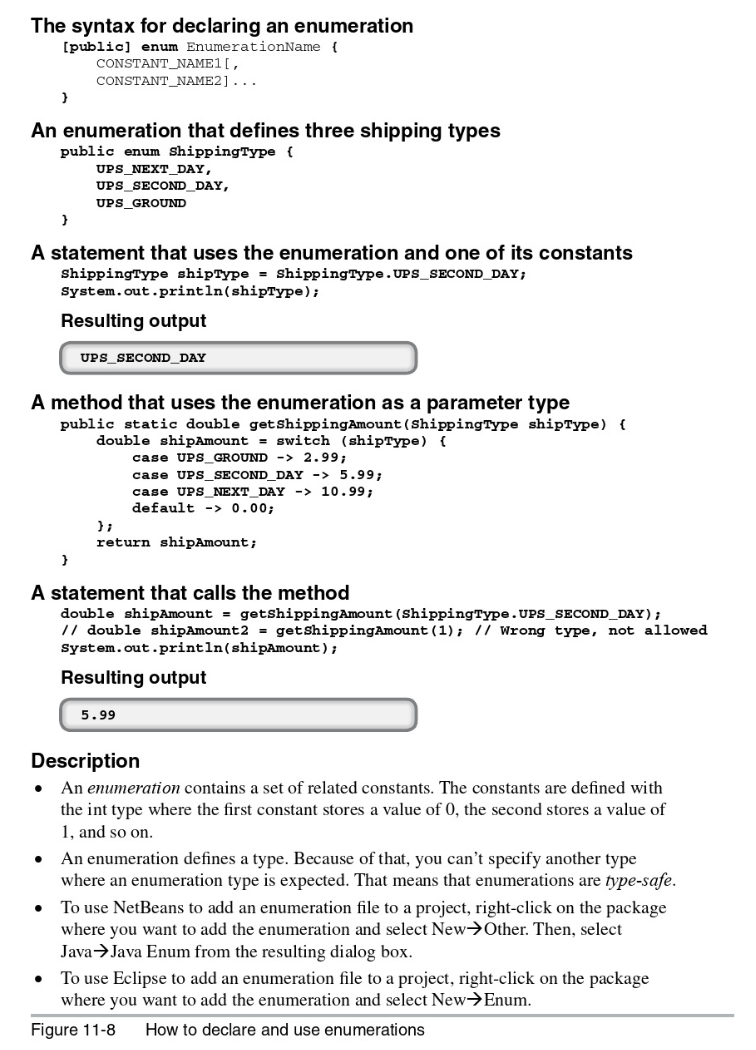 The syntax for declaring an enumeration
[public] enum EnumerationName {
    CONSTANT_NAME1[,
    CONSTANT_NAME2]...
}
An enumeration that defines three shipping types
public enum ShippingType {
    UPS_NEXT_DAY,
    UPS_SECOND_DAY,
    UPS_GROUND
}
A statement that uses the enumeration and one of its constants
ShippingType shipType = ShippingType.UPS_SECOND_DAY;
System.out.println(shipType);
Resulting output
UPS_SECOND_DAY
A method that uses the enumeration as a parameter type
public static double getShippingAmount(ShippingType shipType) {
    double shipAmount = switch (shipType) {
        case UPS_GROUND -> 2.99;
        case UPS_SECOND_DAY -> 5.99;
        case UPS_NEXT_DAY -> 10.99;
        default -> 0.00;
    };
    return shipAmount;
}
A statement that calls the method
double shipAmount = getShippingAmount(ShippingType.UPS_SECOND_DAY);
// double shipAmount2 = getShippingAmount(1); // Wrong type, not allowed
System.out.println(shipAmount);
Resulting output
5.99
Description
• An enumeration contains a set of related constants. The constants are defined with
the int type where the first constant stores a value of 0, the second stores a value of
1, and so on.
• An enumeration defines a type. Because of that, you can't specify another type
where an enumeration type is expected. That means that enumerations are type-safe.
• To use NetBeans to add an enumeration file to a project, right-click on the package
where you want to add the enumeration and select New→Other. Then, select
Java→Java Enum from the resulting dialog box.
• To use Eclipse to add an enumeration file to a project, right-click on the package
where you want to add the enumeration and select New→Enum.
Figure 11-8 How to declare and use enumerations